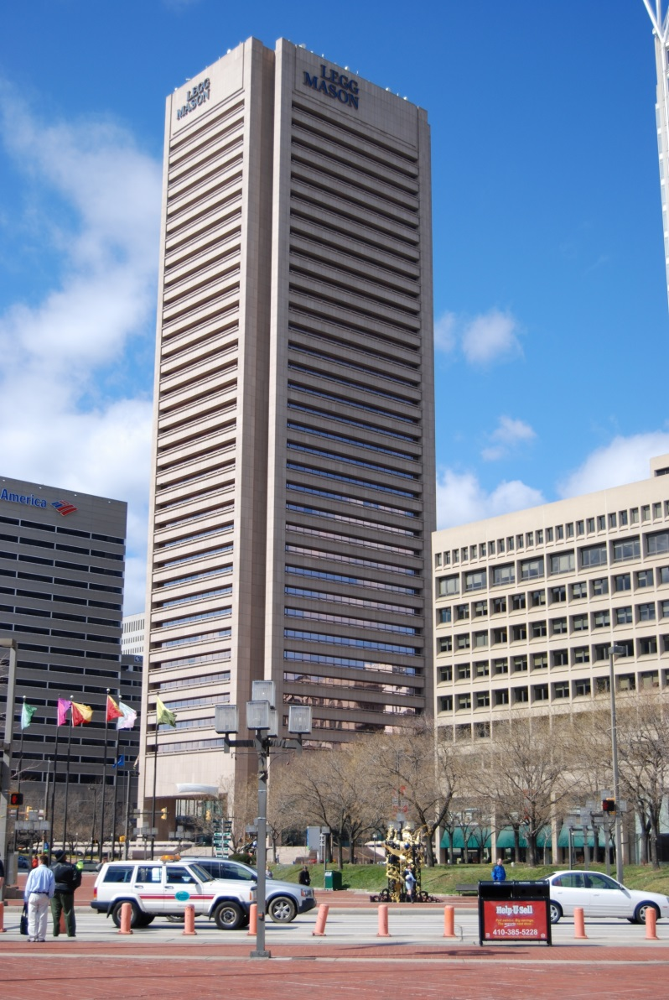 LEGG
MASON
LEGG
MASON
America
Help-U-Sell
410-385-5228